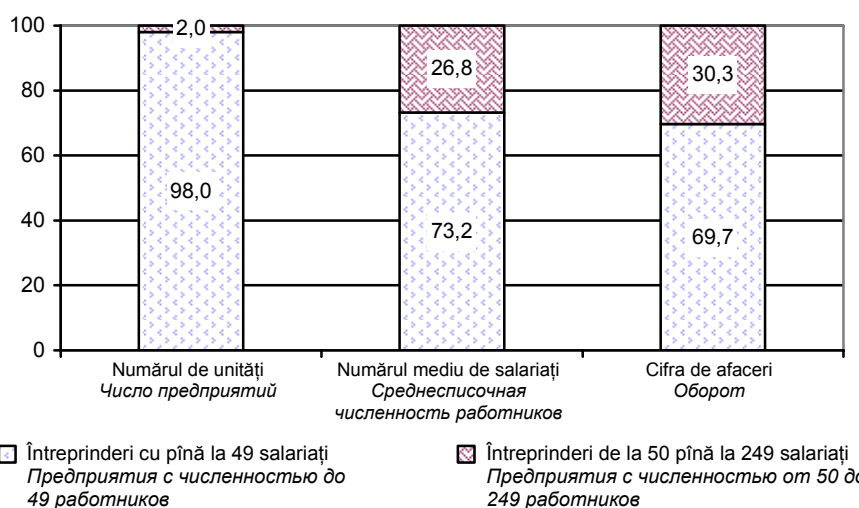 100
80
60
40
20
0
2,0
98,0
26,8
73,2
30,3
69,7
Numărul de unități
Число предприятий
Numărul mediu de salariați
Среднесписочная
численность работников
Cifra de afaceri
Оборот
Întreprinderi cu pînă la 49 salariați
Предприятия с численностью до
49 работников
Întreprinderi de la 50 pînă la 249 salariați
Предприятия с численностью от 50 до
249 работников